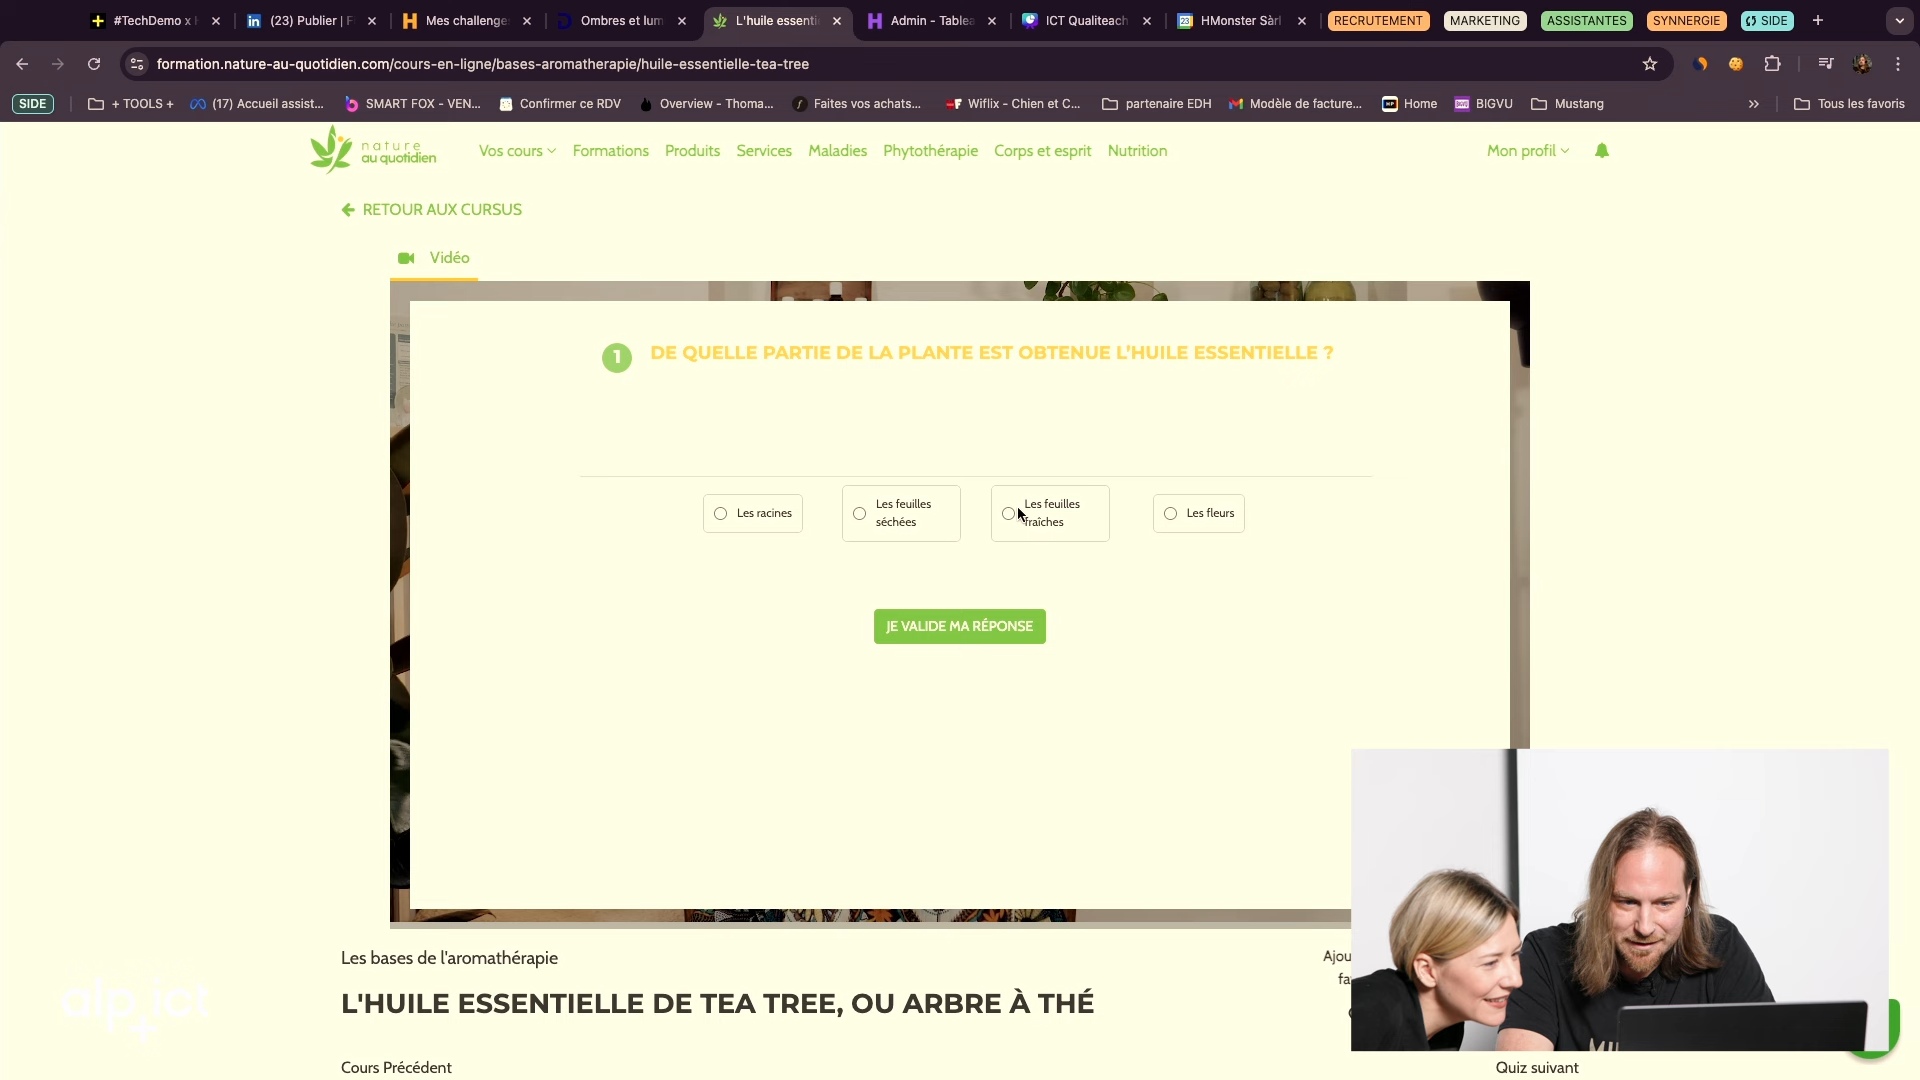 #TechDemo x
(23) Publier | F
Mes challenge
Ombres et lum
L'huile essenti
Admin - Tablea
ICT Qualiteach
HMonster Sàrl
RECRUTEMENT
MARKETING
ASSISTANTES
SYNNERGIE
SIDE
formation.nature-au-quotidien.com/cours-en-ligne/bases-aromatherapie/huile-essentielle-tea-tree
SIDE
+ TOOLS +
(17) Accueil assist...
SMART FOX - VEN...
Confirmer ce RDV
Overview - Thoma...
Faites vos achats...
Wiflix - Chien et C...
partenaire EDH
Modèle de facture...
Home
BIGVU
Mustang
»
Tous les favoris
nature
au quotidien
Vos cours
Formations
Produits
Services
Maladies
Phytothérapie
Corps et esprit
Nutrition
Mon profil
RETOUR AUX CURSUS
Vidéo
1 DE QUELLE PARTIE DE LA PLANTE EST OBTENUE L'HUILE ESSENTIELLE ?
Les racines
Les feuilles
séchées
Les feuilles
fraîches
Les fleurs
JE VALIDE MA RÉPONSE
Les bases de l'aromathérapie
Ajou
fa
L'HUILE ESSENTIELLE DE TEA TREE, OU ARBRE À THÉ
alp ict
+
Cours Précédent
Quiz suivant